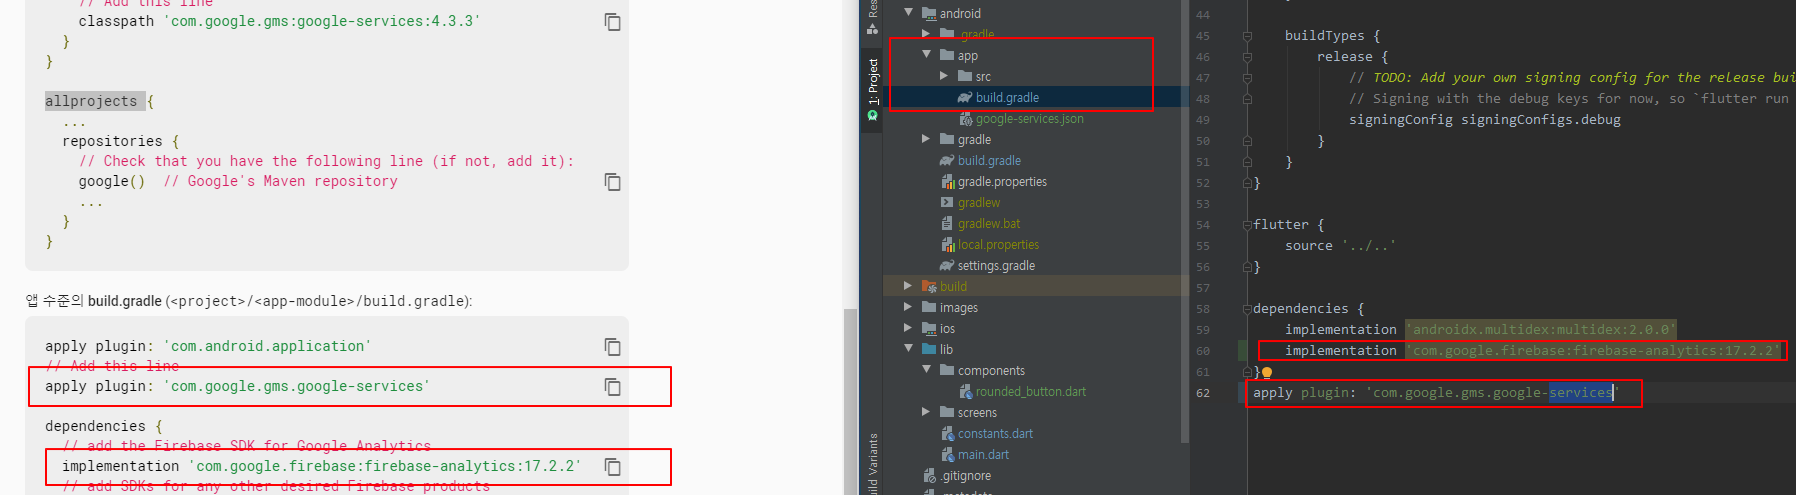 // Add this line
classpath 'com.google.gms:google-services:4.3.3'
}
}
allprojects {
...
repositories {
// Check that you have the following line (if not, add it):
google()  // Google's Maven repository
...
}
}
앱 수준의 build.gradle (<project>/<app-module>/build.gradle):
apply plugin: 'com.android.application'
// Add this line
apply plugin: 'com.google.gms.google-services'
dependencies {
// add the Firebase SDK for Google Analytics
implementation 'com.google.firebase:firebase-analytics:17.2.2'
// add SDKs for any other desired Firebase products
1: Project
android
.gradle
app
src
build.gradle
google-services.json
gradle
build.gradle
gradle.properties
gradlew
gradlew.bat
local.properties
settings.gradle
build
images
ios
lib
components
rounded_button.dart
screens
constants.dart
main.dart
.gitignore
.metadata
44
45 buildTypes {
46 release {
47 // TODO: Add your own signing config for the release bui
48 // Signing with the debug keys for now, so `flutter run
49 signingConfig signingConfigs.debug
50 }
51 }
52 }
53
54 flutter {
55 source '../..'
56 }
57
58 dependencies {
59 implementation 'androidx.multidex:multidex:2.0.0'
60 implementation 'com.google.firebase:firebase-analytics:17.2.2'
61 }
62 apply plugin: 'com.google.gms.google-services'